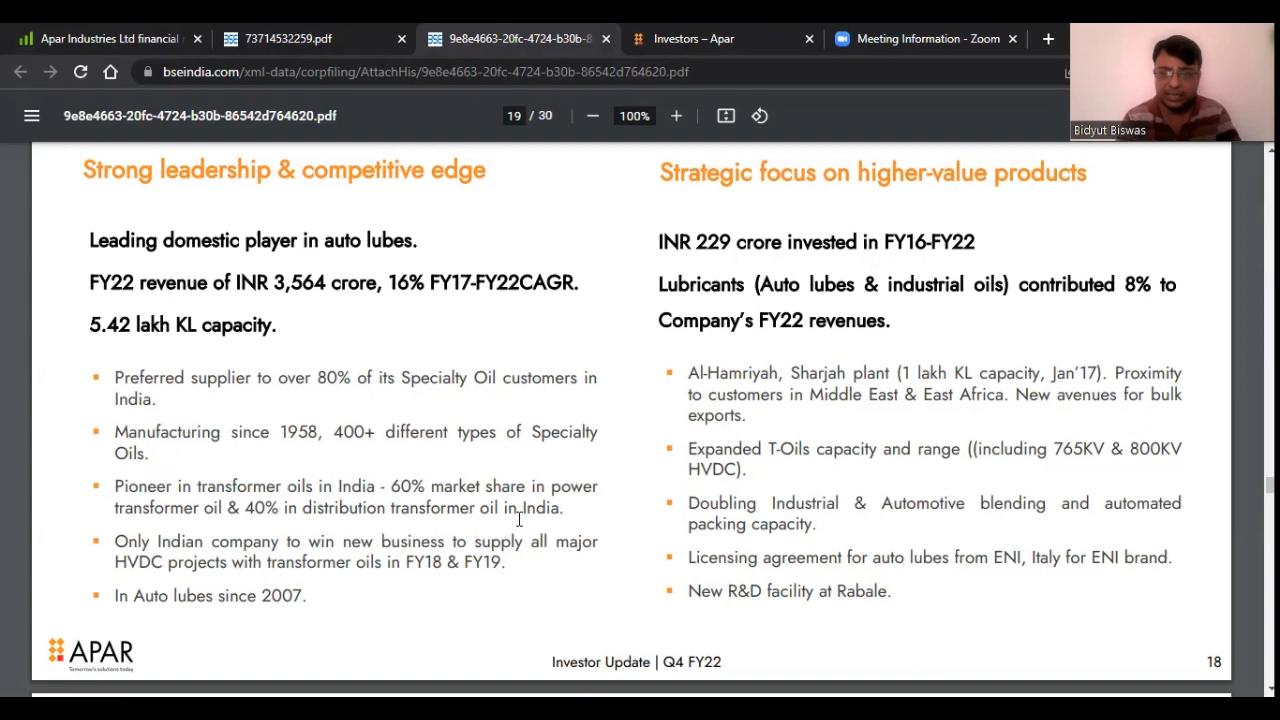 Apar Industries Ltd financial
73714532259.pdf
9e8e4663-20fc-4724-b30b-8
Investors – Apar
Meeting Information - Zoom
bseindia.com/xml-data/corpfiling/AttachHis/9e8e4663-20fc-4724-b30b-86542d764620.pdf
9e8e4663-20fc-4724-b30b-86542d764620.pdf
19 / 30
100%
Bidyut Biswas
Strong leadership & competitive edge
Leading domestic player in auto lubes.
FY22 revenue of INR 3,564 crore, 16% FY17-FY22CAGR.
5.42 lakh KL capacity.
Preferred supplier to over 80% of its Specialty Oil customers in
India.
Manufacturing since 1958, 400+ different types of Specialty
Oils.
Pioneer in transformer oils in India - 60% market share in power
transformer oil & 40% in distribution transformer oil in India.
Only Indian company to win new business to supply all major
HVDC projects with transformer oils in FY18 & FY19.
In Auto lubes since 2007.
Strategic focus on higher-value products
INR 229 crore invested in FY16-FY22
Lubricants (Auto lubes & industrial oils) contributed 8% to
Company's FY22 revenues.
Al-Hamriyah, Sharjah plant (1 lakh KL capacity, Jan'17). Proximity
to customers in Middle East & East Africa. New avenues for bulk
exports.
Expanded T-Oils capacity and range ((including 765KV & 800KV
HVDC).
Doubling Industrial & Automotive blending and automated
packing capacity.
Licensing agreement for auto lubes from ENI, Italy for ENI brand.
New R&D facility at Rabale.
APAR
Tomorrow's solutions today
Investor Update | Q4 FY22
18